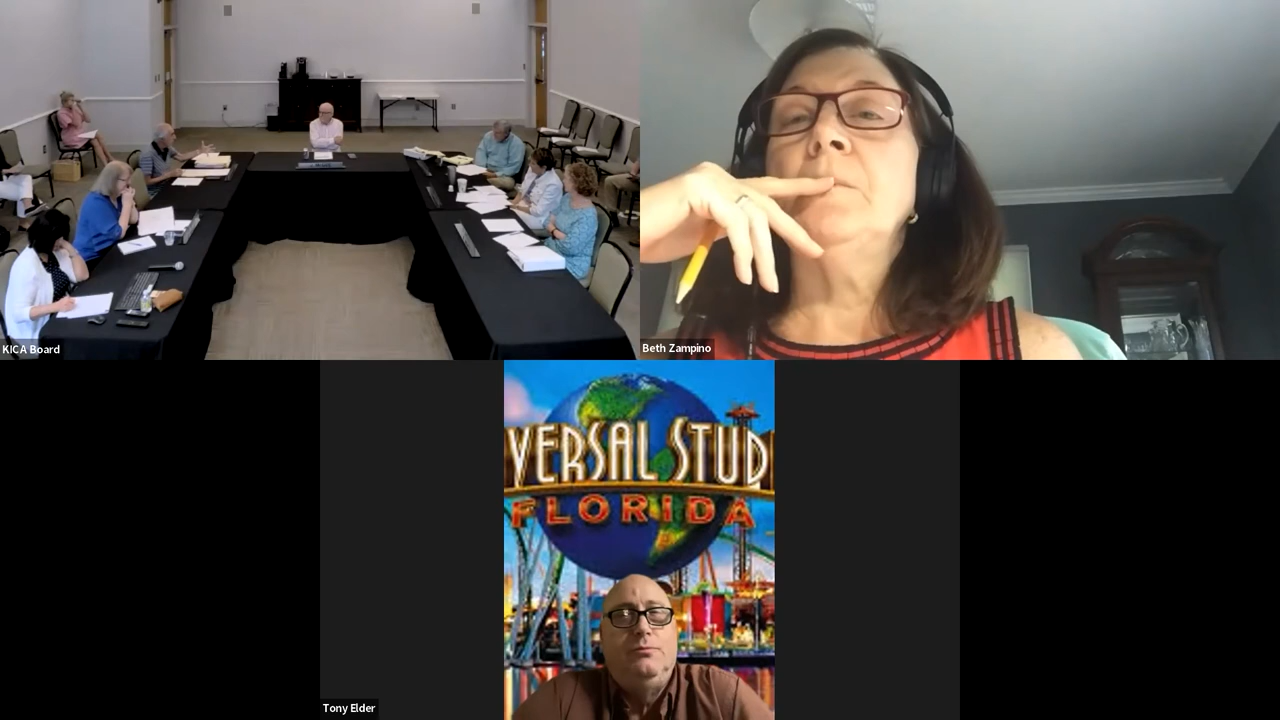 KICA Board
Beth Zampino
VERSAL STUD
FLORIDA
Tony Elder